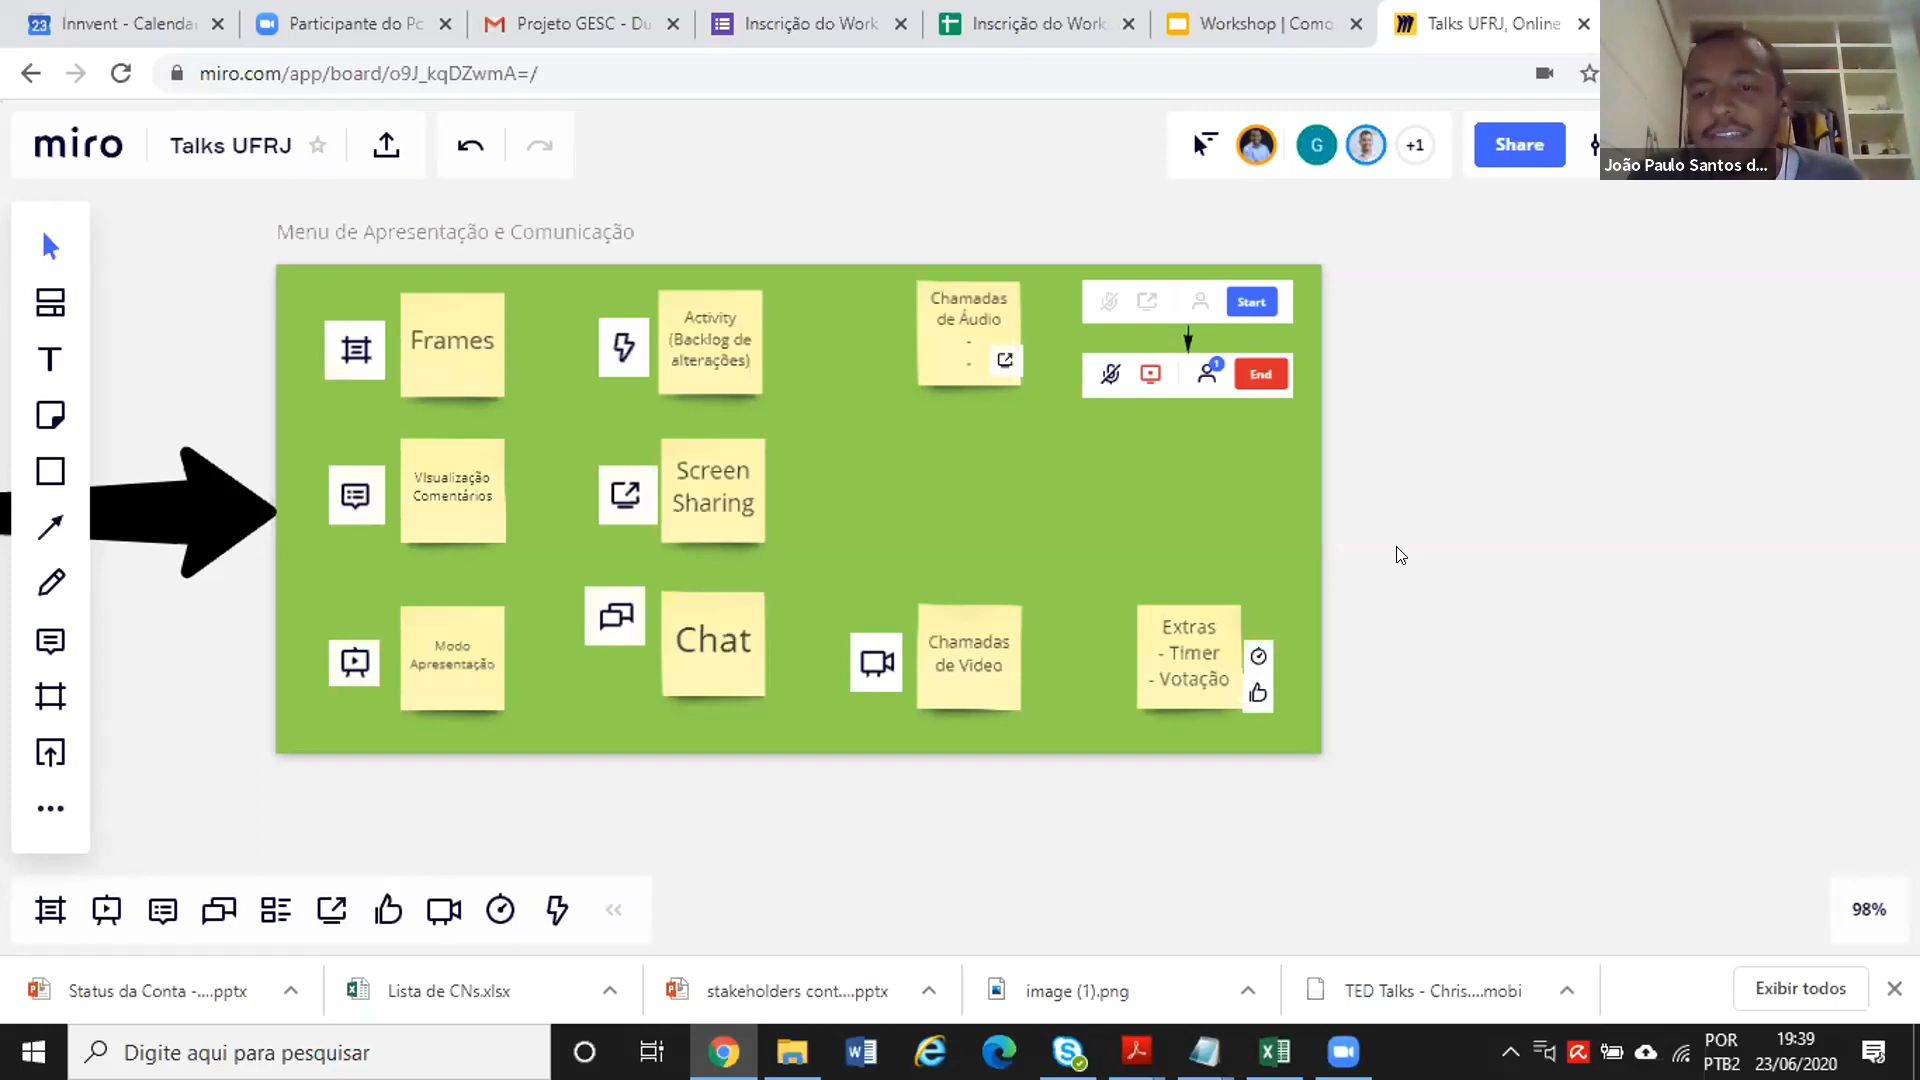 Innvent - Calenda
Participante do Pc
Projeto GESC - Du
Inscrição do Work
Inscrição do Work
Workshop | Como
Talks UFRJ, Online
miro.com/app/board/o9J_kqDZwmA=/
miro
Talks UFRJ
G
+1
Share
João Paulo Santos d...
Menu de Apresentação e Comunicação
Frames
Activity
(Backlog de
alterações)
Chamadas
de Áudio
-
-
Start
1
End
VIsualização
Comentários
Screen
Sharing
Modo
Apresentação
Chat
Chamadas
de Video
Extras
- Timer
- Votação
98%
Status da Conta -....pptx
Lista de CNs.xlsx
stakeholders cont....pptx
image (1).png
TED Talks - Chris....mobi
Exibir todos
Digite aqui para pesquisar
POR
PTB2
19:39
23/06/2020